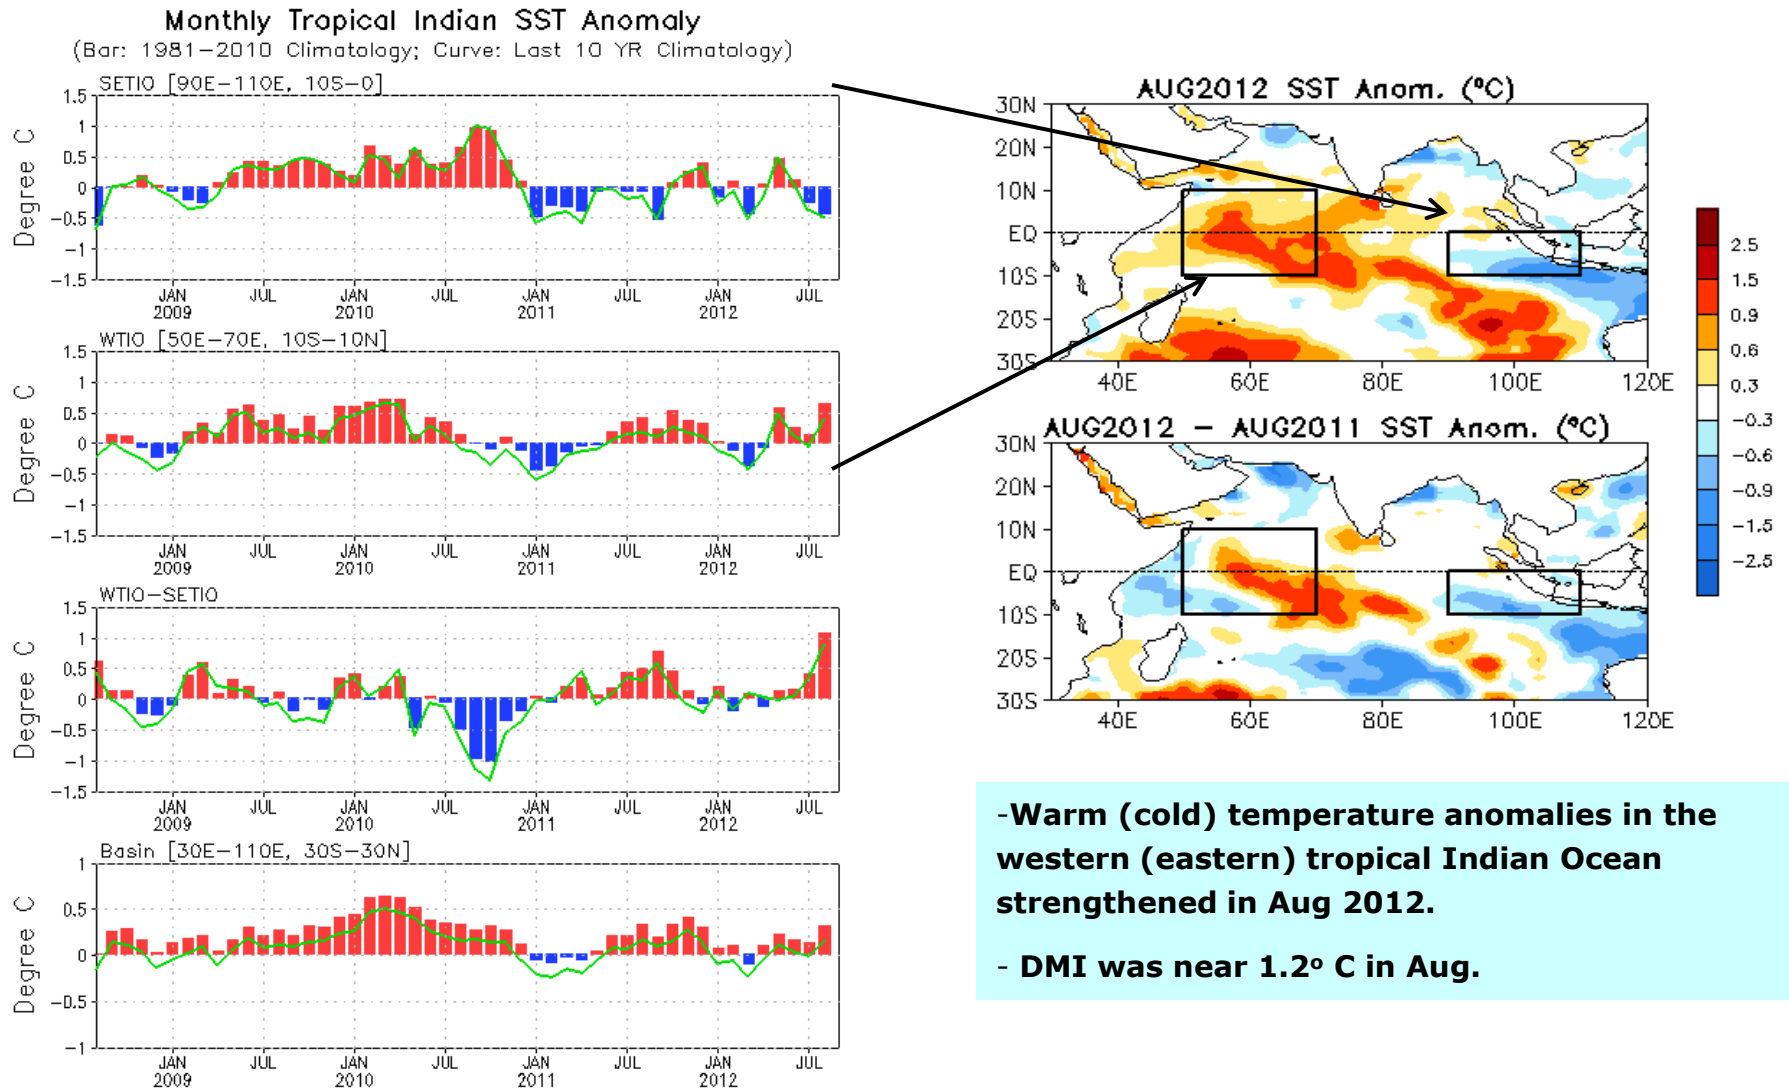 Monthly Tropical Indian SST Anomaly
(Bar: 1981-2010 Climatology; Curve: Last 10 YR Climatology)
SETIO [90E-110E, 10S-0]
Degree C
1.5
1
0.5
0
-0.5
-1
-1.5
JAN JUL JAN JUL JAN JUL JAN JUL
2009 2010 2011 2012
WTIO [50E-70E, 10S-10N]
Degree C
1.5
1
0.5
0
-0.5
-1
-1.5
JAN JUL JAN JUL JAN JUL JAN JUL
2009 2010 2011 2012
WTIO-SETIO
Degree C
1.5
1
0.5
0
-0.5
-1
-1.5
JAN JUL JAN JUL JAN JUL JAN JUL
2009 2010 2011 2012
Basin [30E-110E, 30S-30N]
Degree C
1
0.5
0
-0.5
-1
JAN JUL JAN JUL JAN JUL JAN JUL
2009 2010 2011 2012
AUG2012 SST Anom. (ºC)
30N
20N
10N
EQ
10S
20S
30S
40E 60E 80E 100E 120E
AUG2012 - AUG2011 SST Anom. (ºC)
30N
20N
10N
EQ
10S
20S
30S
40E 60E 80E 100E 120E
2.5
1.5
0.9
0.6
0.3
-0.3
-0.6
-0.9
-1.5
-2.5
-Warm (cold) temperature anomalies in the
western (eastern) tropical Indian Ocean
strengthened in Aug 2012.
- DMI was near 1.2º C in Aug.